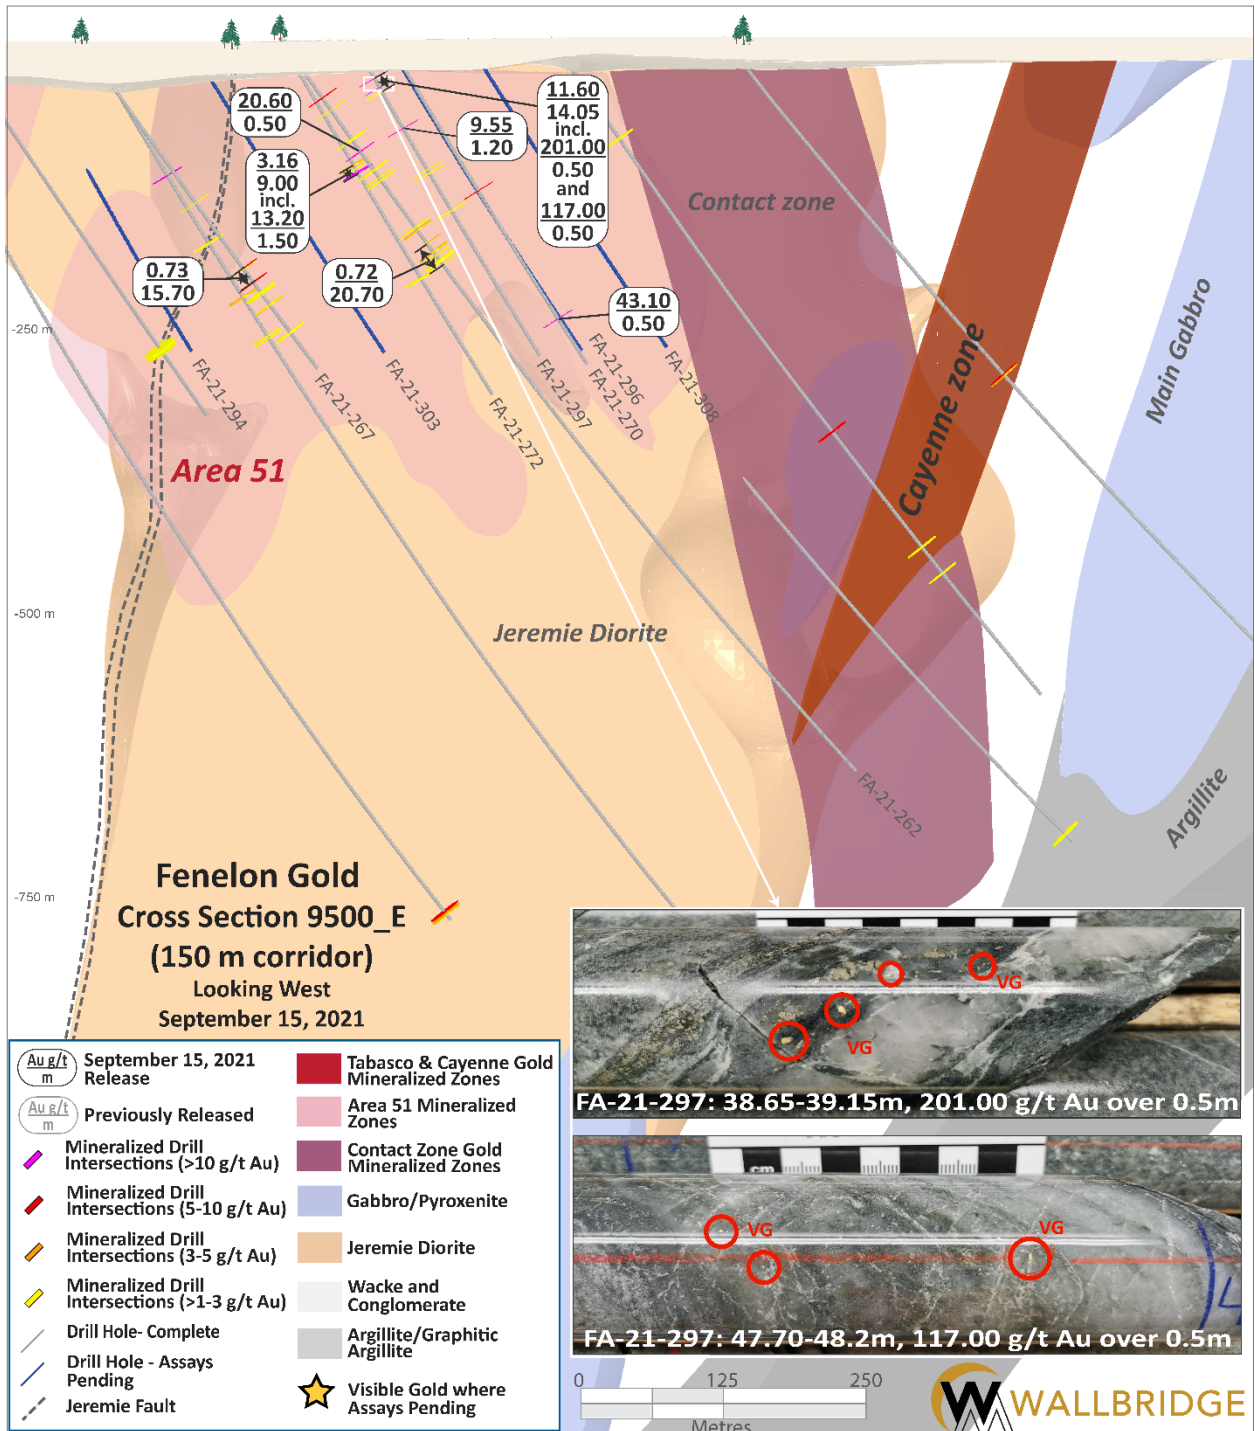 20.60
0.50
3.16
9.00
incl.
13.20
1.50
0.73
15.70
0.72
20.70
9.55
1.20
11.60
14.05
incl.
201.00
0.50
and
117.00
0.50
43.10
0.50
Contact zone
Cayenne zone
Main Gabbro
Argillite
Area 51
Jeremie Diorite
-250 m
-500 m
-750 m
FA-21-294
FA-21-267
FA-21-303
FA-21-272
FA-21-297
FA-21-296
FA-21-270
FA-21-308
FA-21-262
Fenelon Gold
Cross Section 9500_E
(150 m corridor)
Looking West
September 15, 2021
Au g/t
m
September 15, 2021
Release
Au g/t
m
Previously Released
Mineralized Drill
Intersections (>10 g/t Au)
Mineralized Drill
Intersections (5-10 g/t Au)
Mineralized Drill
Intersections (3-5 g/t Au)
Mineralized Drill
Intersections (>1-3 g/t Au)
Drill Hole- Complete
Drill Hole - Assays
Pending
Jeremie Fault
Tabasco & Cayenne Gold
Mineralized Zones
Area 51 Mineralized
Zones
Contact Zone Gold
Mineralized Zones
Gabbro/Pyroxenite
Jeremie Diorite
Wacke and
Conglomerate
Argillite/Graphitic
Argillite
Visible Gold where
Assays Pending
VG
VG
FA-21-297: 38.65-39.15m, 201.00 g/t Au over 0.5m
cm
VG
VG
4
FA-21-297: 47.70-48.2m, 117.00 g/t Au over 0.5m
0 125 250
Metres
WALLBRIDGE